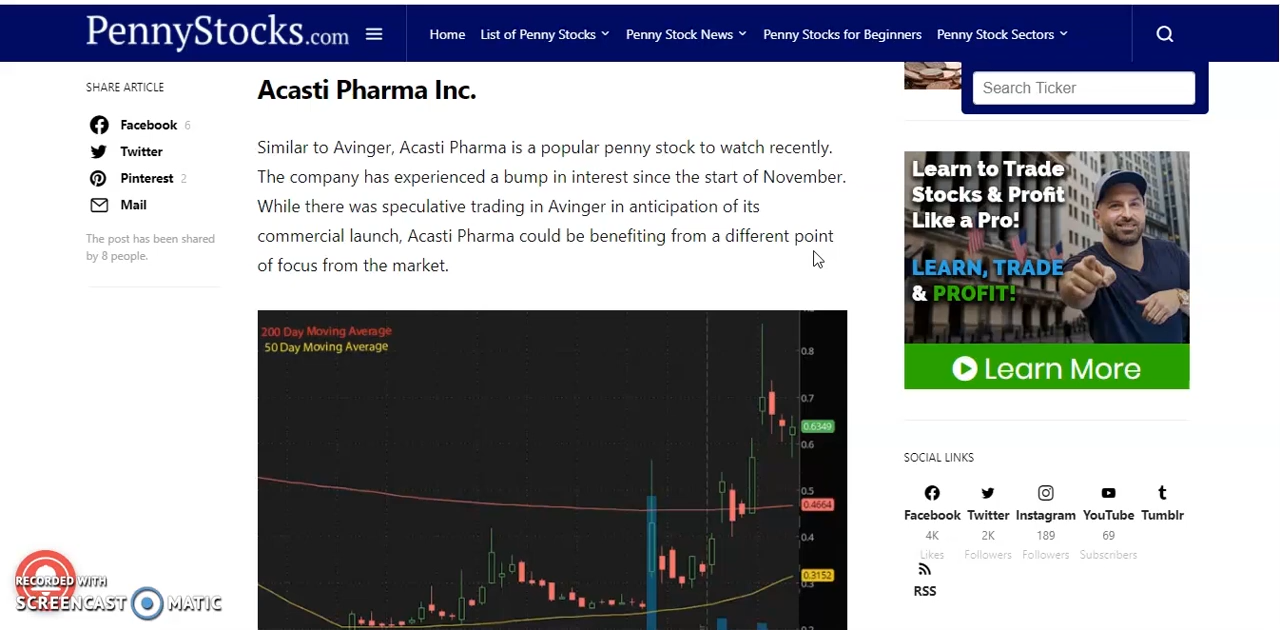 PennyStocks.com
Home List of Penny Stocks Penny Stock News Penny Stocks for Beginners Penny Stock Sectors
SHARE ARTICLE
Facebook 6
Twitter
Pinterest 2
Mail
The post has been shared
by 8 people.
Acasti Pharma Inc.
Similar to Avinger, Acasti Pharma is a popular penny stock to watch recently.
The company has experienced a bump in interest since the start of November.
While there was speculative trading in Avinger in anticipation of its
commercial launch, Acasti Pharma could be benefiting from a different point
of focus from the market.
200 Day Moving Average
50 Day Moving Average
0.8
0.7
0.6349
0.6
0.5
0.4664
0.4
0.3152
0.3
Search Ticker
Learn to Trade
Stocks & Profit
Like a Pro!
LEARN, TRADE
& PROFIT!
Learn More
SOCIAL LINKS
Facebook Twitter Instagram YouTube Tumblr
4K 2K 189 69
Likes Followers Followers Subscribers
RSS
RECORDED WITH
SCREENCAST MATIC